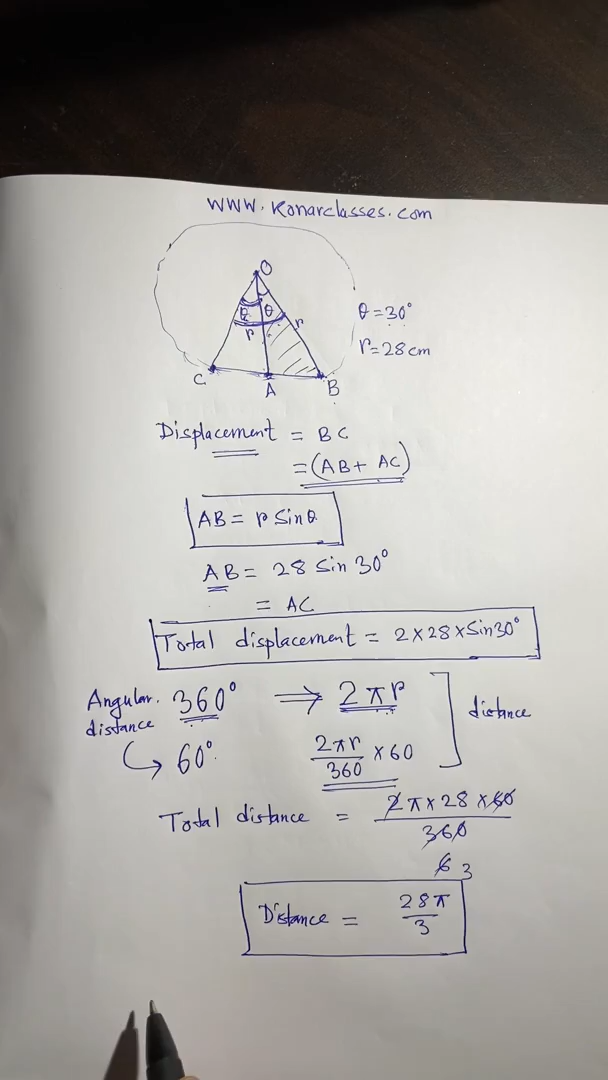 WWW.Konarclasses.com
O
θ θ
θ=30°
r r
r=28cm
C A B
Displacement = BC
=(AB+ AC)
AB= r Sinθ
AB= 28 Sin 30°
= AC
Total displacement = 2×28×Sin30°
Angular distance 360° ⇒ 2πr distance
↳ 60° 2πr/360 ×60
Total distance = 2π×28×60/360
6 3
Distance = 28π/3